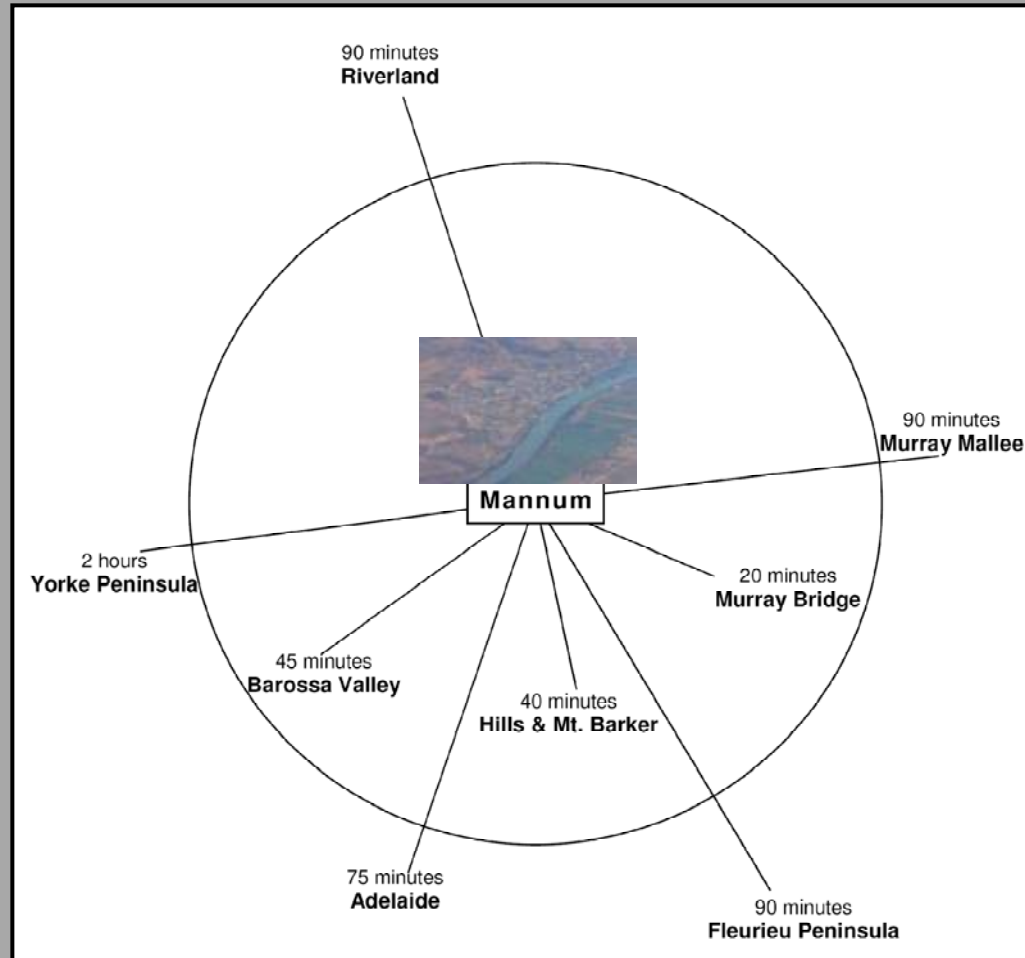 90 minutes
Riverland
90 minutes
Murray Mallee
Mannum
2 hours
Yorke Peninsula
20 minutes
Murray Bridge
45 minutes
Barossa Valley
40 minutes
Hills & Mt. Barker
75 minutes
Adelaide
90 minutes
Fleurieu Peninsula